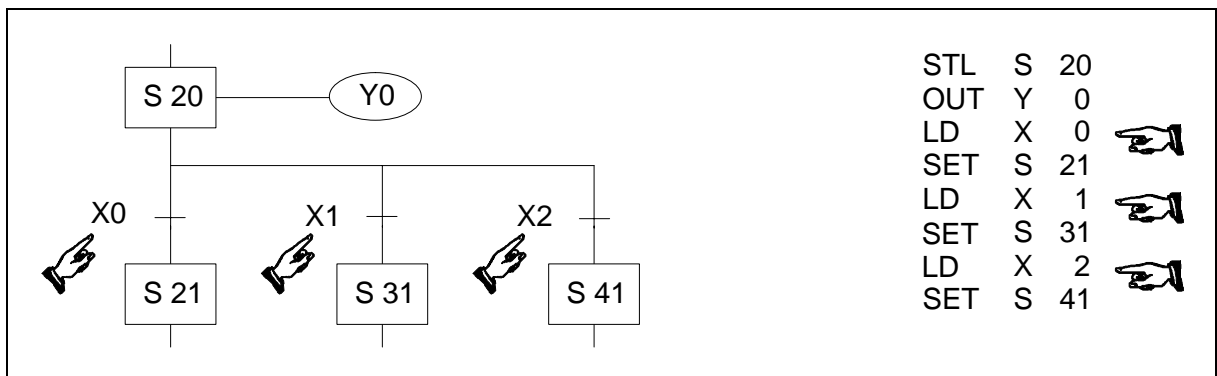 S 20 Y0
X0 X1 X2
S 21 S 31 S 41
STL S 20
OUT Y 0
LD X 0
SET S 21
LD X 1
SET S 31
LD X 2
SET S 41